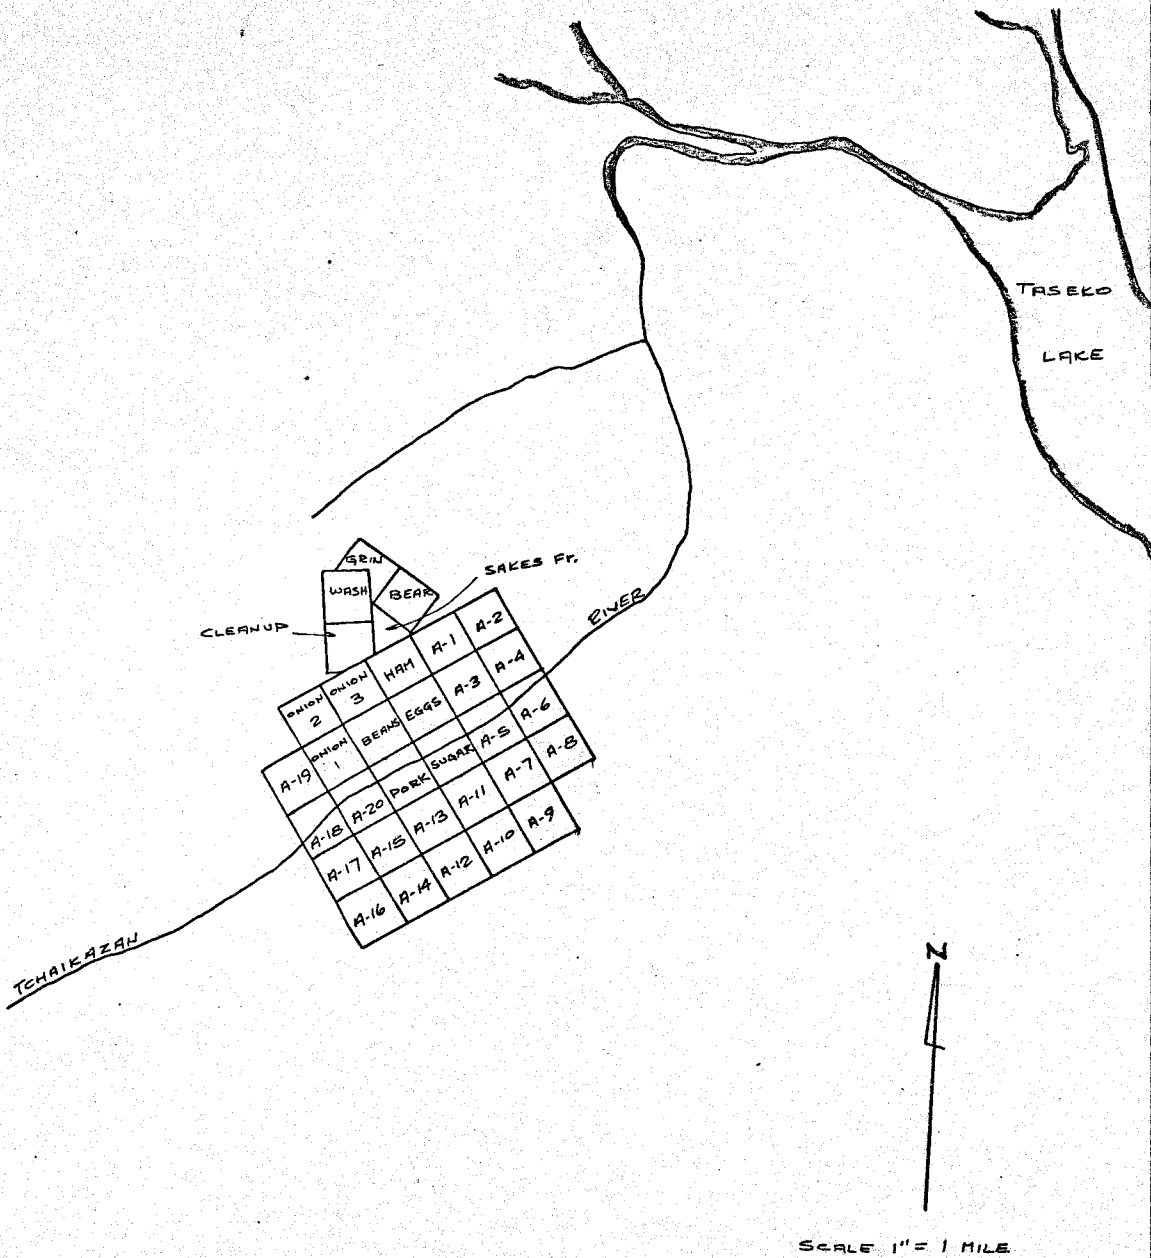 TASEKO
LAKE
GRIN
SAKES Fr.
WASH
BEAR
CLEANUP
RIVER
A-2
A-1
HAM
ONION
3
ONION
2
A-4
A-3
EGGS
BEANS
ONION
1
A-19
A-6
A-5
SUGAR
PORK
A-20
A-18
A-8
A-7
A-11
A-13
A-15
A-17
A-9
A-10
A-12
A-14
A-16
TCHAIKAZAN
N
SCALE 1" = 1 MILE